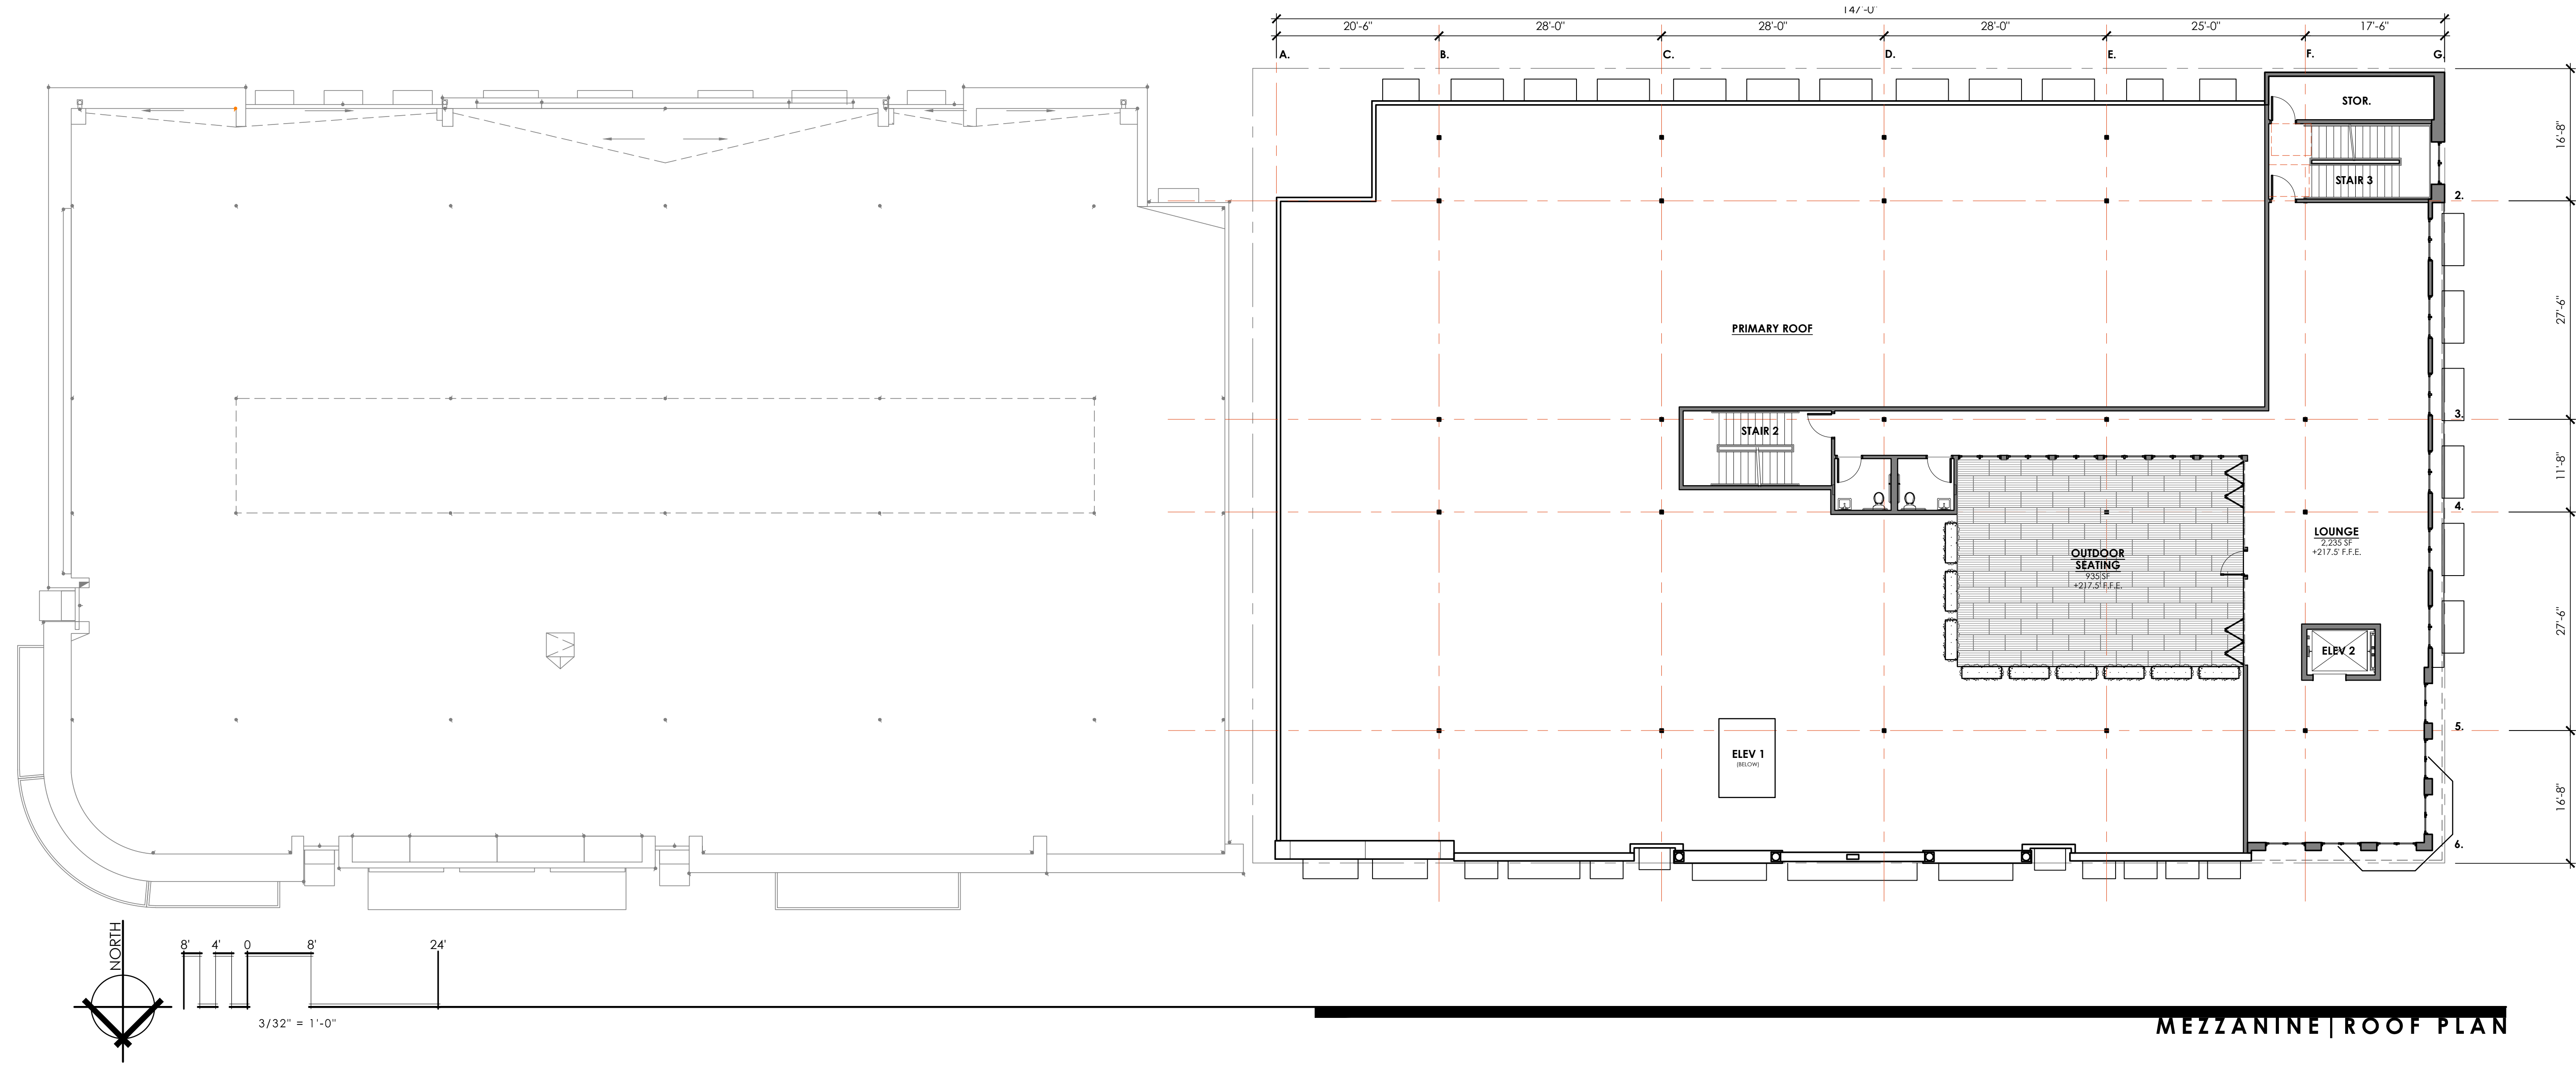 147'-0"
20'-6" 28'-0" 28'-0" 28'-0" 25'-0" 17'-6"
A. B. C. D. E. F. G.
STOR.
16'-8"
STAIR 3
2.
27'-6"
PRIMARY ROOF
3.
STAIR 2
11'-8"
4.
LOUNGE
2,235 SF
+217.5' F.F.E.
OUTDOOR
SEATING
935 SF
+217.5' F.F.E.
27'-6"
ELEV 2
5.
ELEV 1
(BELOW)
16'-8"
6.
NORTH
8' 4' 0 8' 24'
3/32" = 1'-0"
MEZZANINE|ROOF PLAN